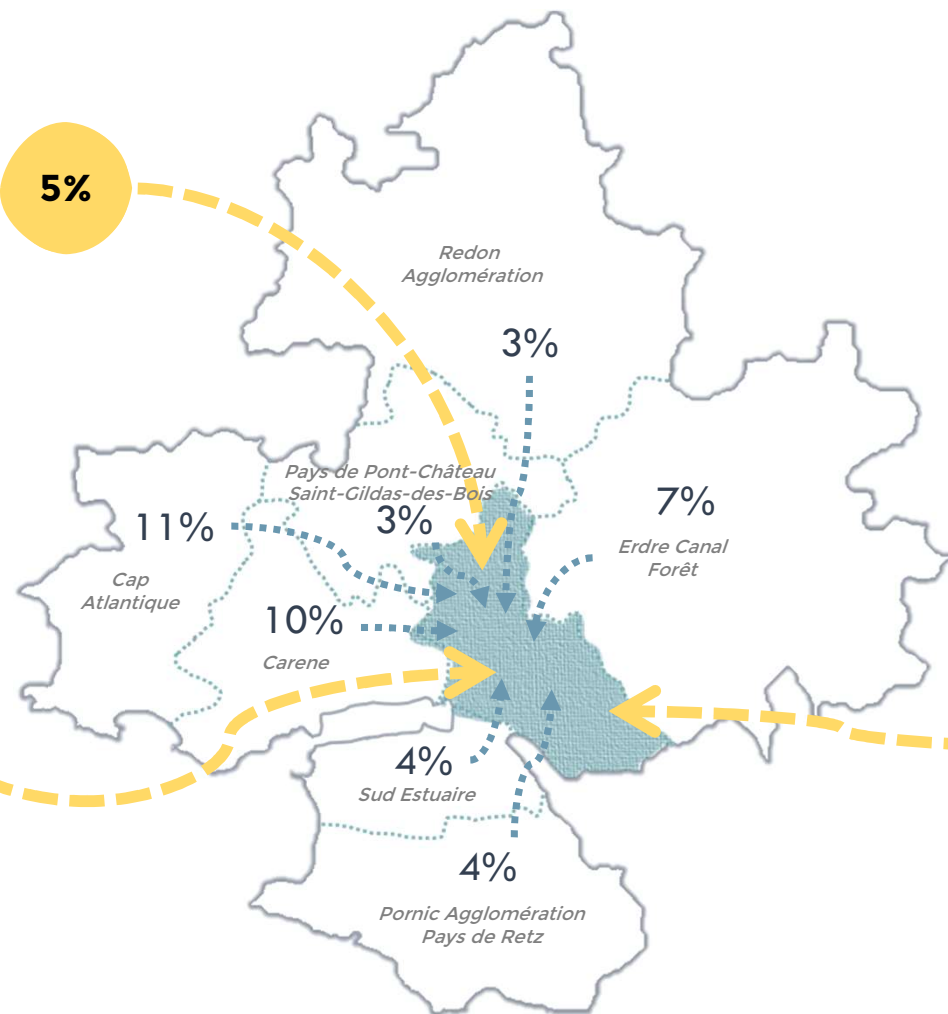 5%
Redon
Agglomération
3%
Pays de Pont-Château
Saint-Gildas-des-Bois
3%
7%
Erdre Canal
Forêt
11%
Cap
Atlantique
10%
Carene
4%
Sud Estuaire
4%
Pornic Agglomération
Pays de Retz